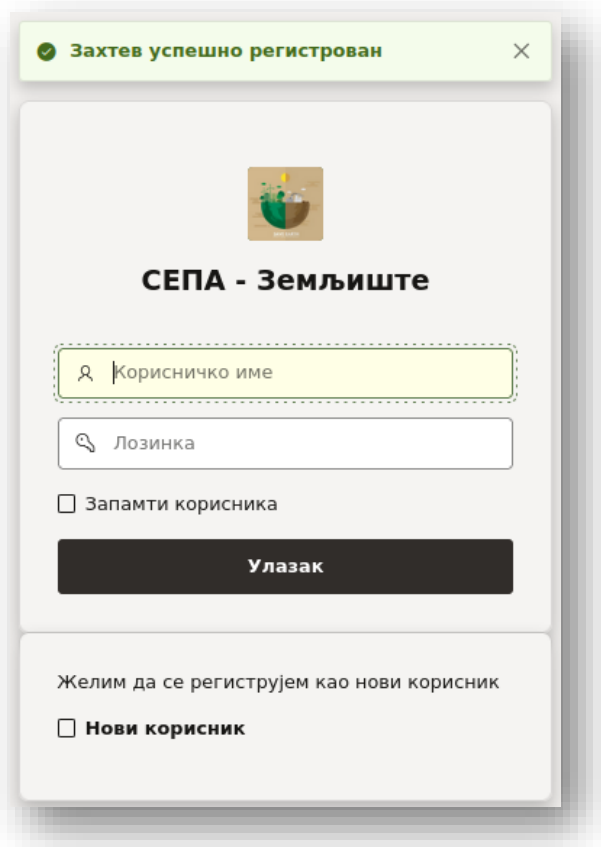 Захтев успешно регистрован
СЕПА - Земљиште
Корисничко име
Лозинка
Запамти корисника
Улазак
Желим да се региструјем као нови корисник
Нови корисник